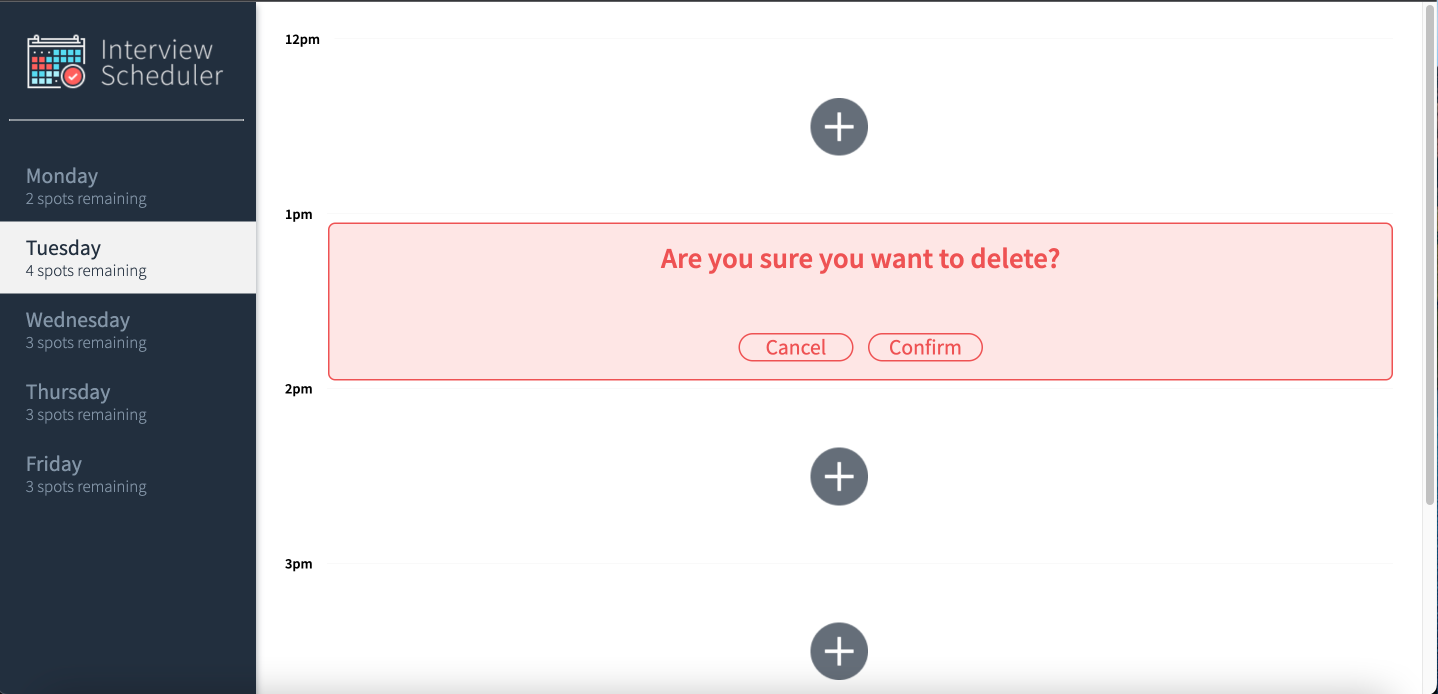 Interview
Scheduler
Monday
2 spots remaining
Tuesday
4 spots remaining
Wednesday
3 spots remaining
Thursday
3 spots remaining
Friday
3 spots remaining
12pm
1pm
Are you sure you want to delete?
Cancel Confirm
2pm
3pm